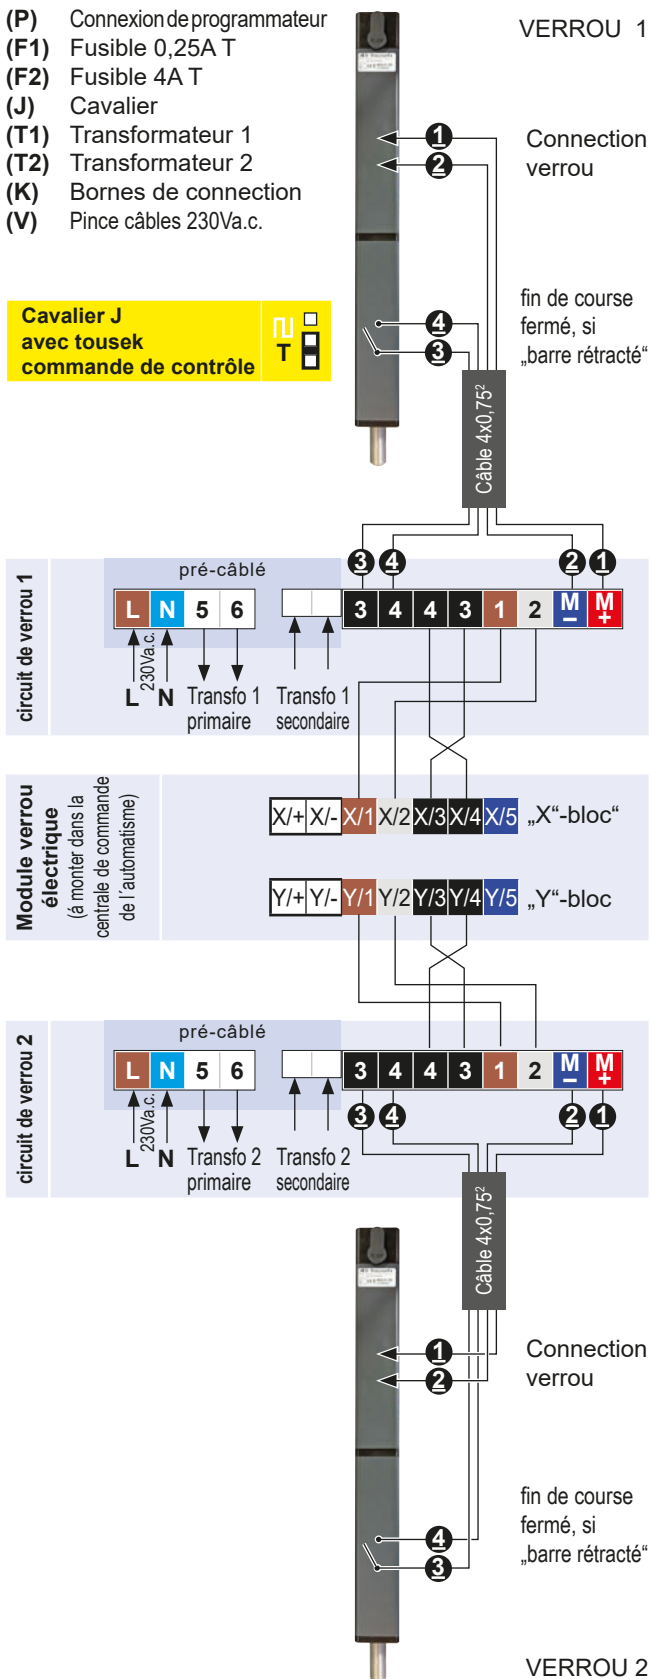 (P) Connexion de programmateur
(F1) Fusible 0,25A T
(F2) Fusible 4A T
(J) Cavalier
(T1) Transformateur 1
(T2) Transformateur 2
(K) Bornes de connection
(V) Pince câbles 230Va.c.
VERROU 1
1
2
Connection
verrou
Cavalier J
avec tousek
commande de contrôle
T
4
3
fin de course
fermé, si
„barre rétracté“
Câble 4x0,75²
circuit de verrou 1
pré-câblé
3 4 2 1
L N 5 6 3 4 4 3 1 2 M- M+
230Va.c.
L N
Transfo 1
primaire
Transfo 1
secondaire
Module verrou
électrique
(á monter dans la
centrale de commande
de l´automatisme)
X/+ X/- X/1 X/2 X/3 X/4 X/5 „X“-bloc“
Y/+ Y/- Y/1 Y/2 Y/3 Y/4 Y/5 „Y“-bloc
circuit de verrou 2
pré-câblé
L N 5 6 3 4 4 3 1 2 M- M+
3 4 2 1
230Va.c.
L N
Transfo 2
primaire
Transfo 2
secondaire
Câble 4x0,75²
1
2
Connection
verrou
4
3
fin de course
fermé, si
„barre rétracté“
VERROU 2